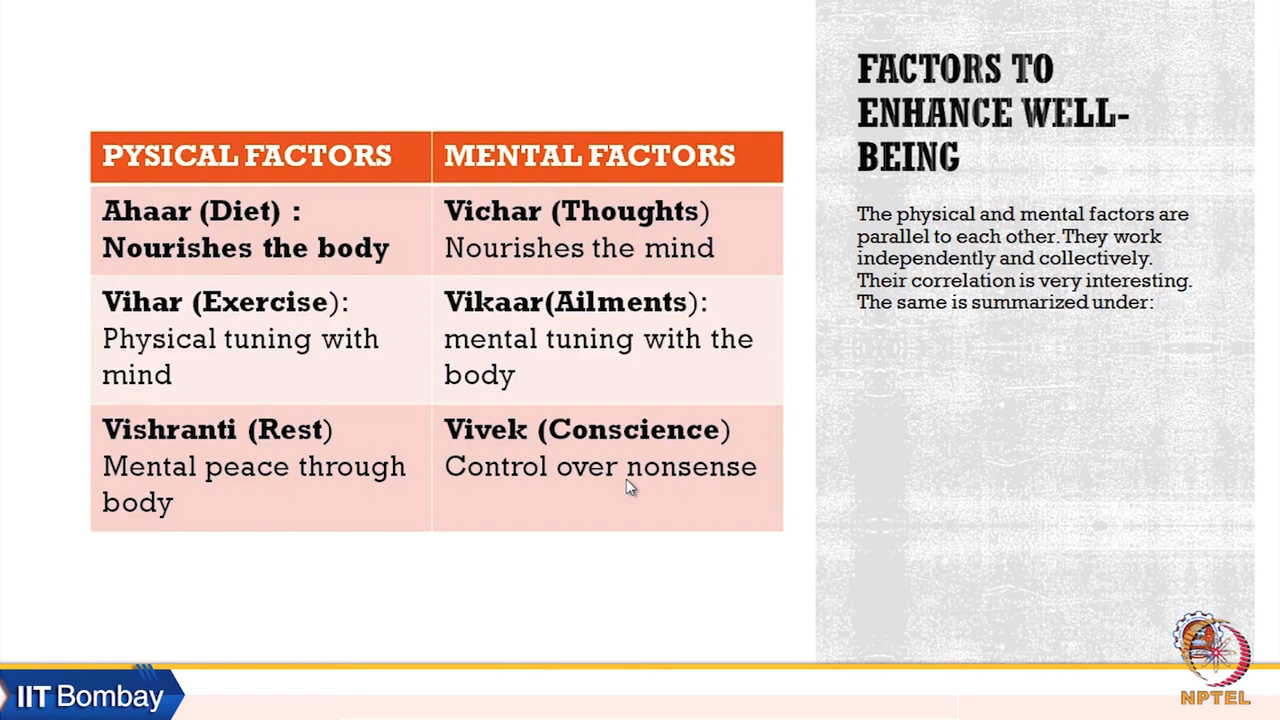 FACTORS TO
ENHANCE WELL-
BEING
The physical and mental factors are
parallel to each other. They work
independently and collectively.
Their correlation is very interesting.
The same is summarized under:
PYSICAL FACTORS
MENTAL FACTORS
Ahaar (Diet) :
Nourishes the body
Vichar (Thoughts)
Nourishes the mind
Vihar (Exercise):
Physical tuning with
mind
Vikaar(Ailments):
mental tuning with the
body
Vishranti (Rest)
Mental peace through
body
Vivek (Conscience)
Control over nonsense
IIT Bombay
NPTEL